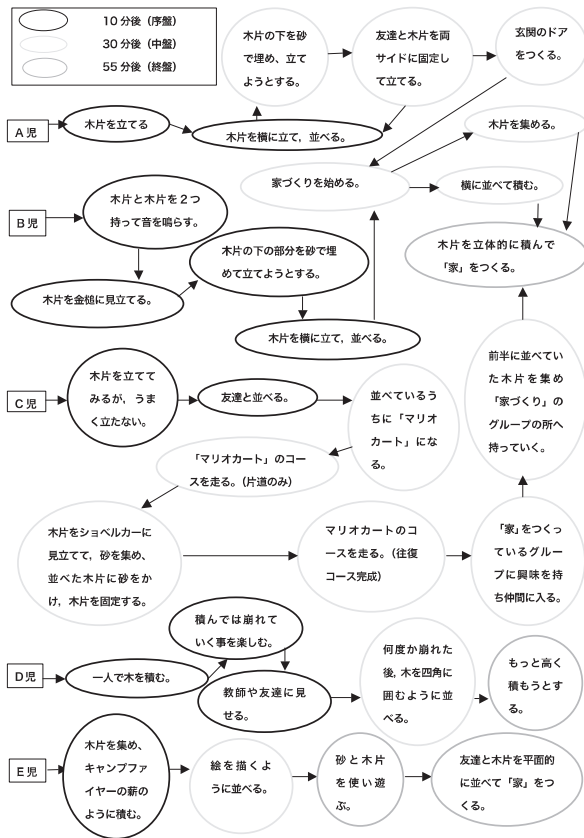 10分後（序盤）
30分後（中盤）
55分後（終盤）
木片の下を砂
で埋め、立て
ようとする。
友達と木片を両
サイドに固定し
て立てる。
玄関のドア
をつくる。
A児
木片を立てる
木片を横に立て，並べる。
木片を集める。
家づくりを始める。
横に並べて積む。
B児
木片と木片を２つ
持って音を鳴らす。
木片の下の部分を砂で埋
めて立てようとする。
木片を立体的に積んで
「家」をつくる。
木片を金槌に見立てる。
木片を横に立て，並べる。
C児
木片を立てて
みるが、うま
く立たない。
友達と並べる。
並べているう
ちに「マリオ
カート」にな
る。
前半に並べてい
た木片を集め
「家づくり」の
グループの所へ
持っていく。
「マリオカート」のコー
スを走る。（片道のみ）
木片をショベルカーに
見立てて，砂を集め、
並べた木片に砂をか
け，木片を固定する。
マリオカートのコ
ースを走る。（往復
コース完成）
「家」をつくっ
ているグルー
プに興味を持
ち仲間に入る。
D児
一人で木を積む。
積んでは崩れて
いく事を楽しむ。
教師や友達に見
せる。
何度か崩れた
後，木を四角に
囲むように並
べる。
もっと高く
積もうとす
る。
E児
木片を集め、
キャンプファ
イヤーの薪の
ように積む。
絵を描くよ
うに並べる。
砂と木片
を使い遊
ぶ。
友達と木片を平面的
に並べて「家」をつ
くる。